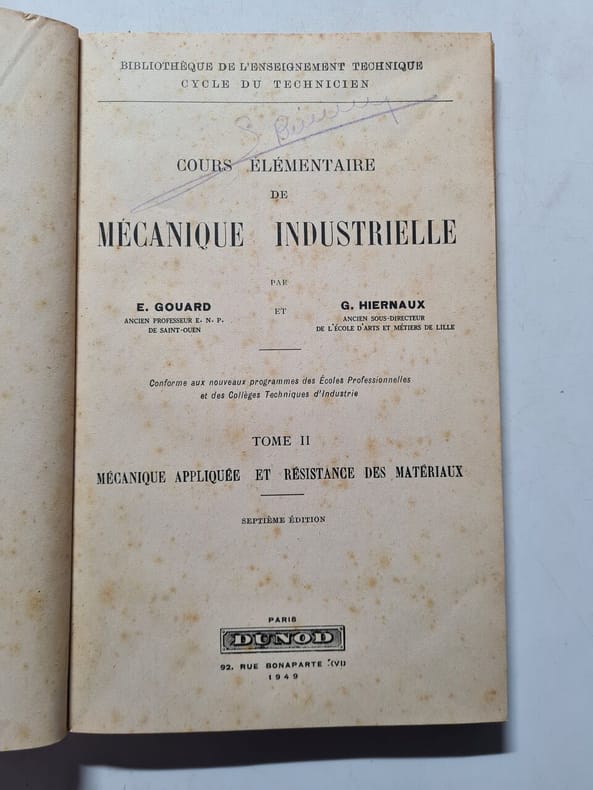 BIBLIOTHÈQUE DE L'ENSEIGNEMENT TECHNIQUE
CYCLE DU TECHNICIEN
COURS ÉLÉMENTAIRE
DE
MÉCANIQUE INDUSTRIELLE
PAR
E. GOUARD
ANCIEN PROFESSEUR E. N. P.
DE SAINT-OUEN
ET
G. HIERNAUX
ANCIEN SOUS-DIRECTEUR
DE L'ÉCOLE D'ARTS ET MÉTIERS DE LILLE
Conforme aux nouveaux programmes des Écoles Professionnelles
et des Collèges Techniques d'Industrie
TOME II
MÉCANIQUE APPLIQUÉE ET RÉSISTANCE DES MATÉRIAUX
SEPTIÈME ÉDITION
PARIS
DUNOD
92, RUE BONAPARTE (VI)
1949